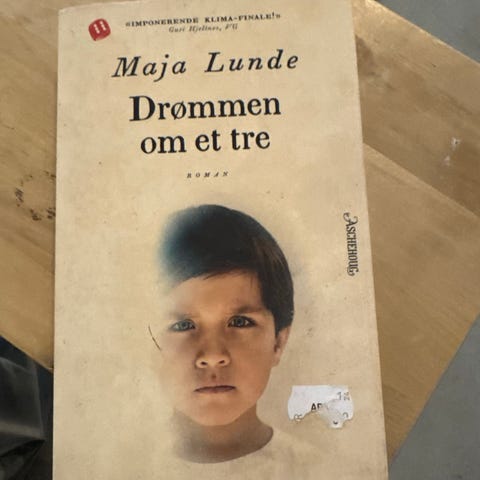 «IMPONERENDE KLIMA-FINALE!»
Guri Hjeltnes, VG
Maja Lunde
Drømmen
om et tre
ROMAN
ASCHEHOUG